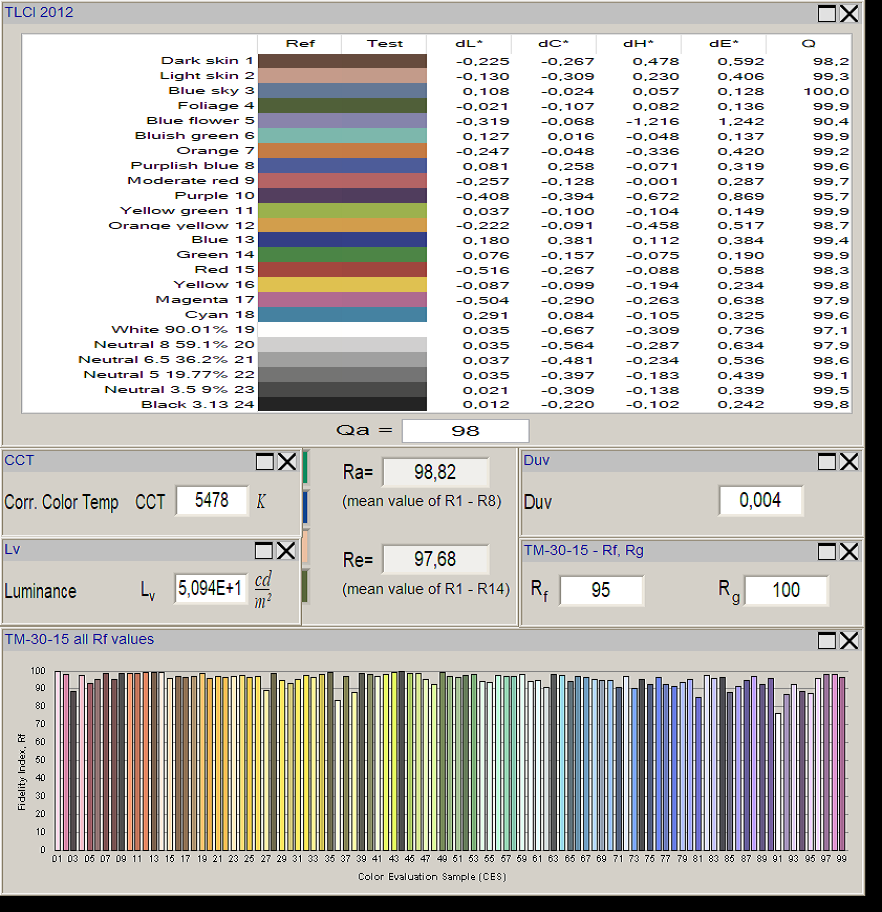 TLCI 2012
Ref Test dL* dC* dH* dE* Q
Dark skin 1 -0,225 -0,267 0,478 0,592 98,2
Light skin 2 -0,130 -0,309 0,230 0,406 99,3
Blue sky 3 0,108 -0,024 0,057 0,128 100,0
Foliage 4 -0,021 -0,107 0,082 0,136 99,9
Blue flower 5 -0,319 -0,068 -1,216 1,242 90,4
Bluish green 6 0,127 0,016 -0,048 0,137 99,9
Orange 7 -0,247 -0,048 -0,336 0,420 99,2
Purplish blue 8 0,081 0,258 -0,071 0,319 99,6
Moderate red 9 -0,257 -0,128 -0,001 0,287 99,7
Purple 10 -0,408 -0,394 -0,672 0,869 95,7
Yellow green 11 0,037 -0,100 -0,104 0,149 99,9
Orange yellow 12 -0,222 -0,091 -0,458 0,517 98,7
Blue 13 0,180 0,381 0,112 0,384 99,4
Green 14 0,076 -0,157 -0,075 0,190 99,9
Red 15 -0,516 -0,267 -0,088 0,588 98,3
Yellow 16 -0,087 -0,099 -0,194 0,234 99,8
Magenta 17 -0,504 -0,290 -0,263 0,638 97,9
Cyan 18 0,291 0,084 -0,105 0,325 99,6
White 90.01% 19 0,035 -0,667 -0,309 0,736 97,1
Neutral 8 59.1% 20 0,035 -0,564 -0,287 0,634 97,9
Neutral 6.5 36.2% 21 0,037 -0,481 -0,234 0,536 98,6
Neutral 5 19.77% 22 0,035 -0,397 -0,183 0,439 99,1
Neutral 3.5 9% 23 0,021 -0,309 -0,138 0,339 99,5
Black 3.13 24 0,012 -0,220 -0,102 0,242 99,8
Qa = 98
CCT
Corr. Color Temp CCT 5478 K
Ra= 98,82
(mean value of R1 - R8)
Duv
Duv 0,004
Lv
Luminance Lv 5,094E+1 cd/m²
Re= 97,68
(mean value of R1 - R14)
TM-30-15 - Rf, Rg
Rf 95 Rg 100
TM-30-15 all Rf values
Fidelity Index, Rf
100
90
80
70
60
50
40
30
20
10
0
01 03 05 07 09 11 13 15 17 19 21 23 25 27 29 31 33 35 37 39 41 43 45 47 49 51 53 55 57 59 61 63 65 67 69 71 73 75 77 79 81 83 85 87 89 91 93 95 97 99
Color Evaluation Sample (CES)